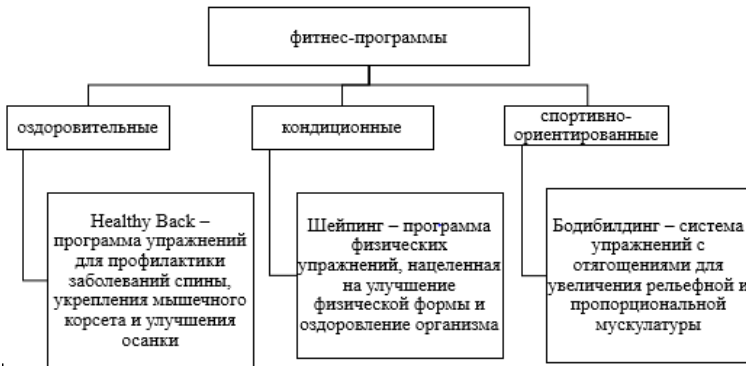 фитнес-программы
оздоровительные
кондиционные
спортивно-
ориентированные
Healthy Back –
программа упражнений
для профилактики
заболеваний спины,
укрепления мышечного
корсета и улучшения
осанки
Шейпинг – программа
физических
упражнений, нацеленная
на улучшение
физической формы и
оздоровление организма
Бодибилдинг – система
упражнений с
отягощениями для
увеличения рельефной и
пропорциональной
мускулатуры